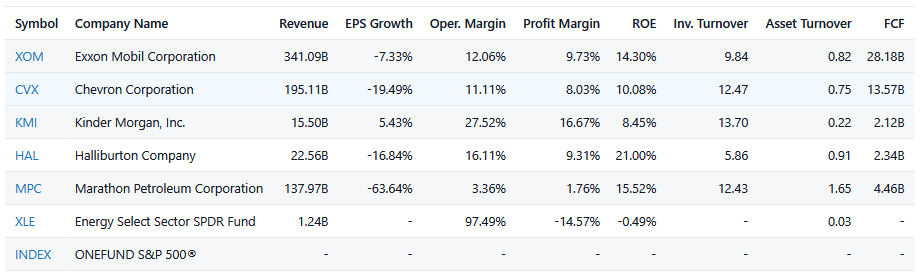 Symbol Company Name Revenue EPS Growth Oper. Margin Profit Margin ROE Inv. Turnover Asset Turnover FCF
XOM Exxon Mobil Corporation 341.09B -7.33% 12.06% 9.73% 14.30% 9.84 0.82 28.18B
CVX Chevron Corporation 195.11B -19.49% 11.11% 8.03% 10.08% 12.47 0.75 13.57B
KMI Kinder Morgan, Inc. 15.50B 5.43% 27.52% 16.67% 8.45% 13.70 0.22 2.12B
HAL Halliburton Company 22.56B -16.84% 16.11% 9.31% 21.00% 5.86 0.91 2.34B
MPC Marathon Petroleum Corporation 137.97B -63.64% 3.36% 1.76% 15.52% 12.43 1.65 4.46B
XLE Energy Select Sector SPDR Fund 1.24B - 97.49% -14.57% -0.49% - 0.03 -
INDEX ONEFUND S&P 500® - - - - - - - -